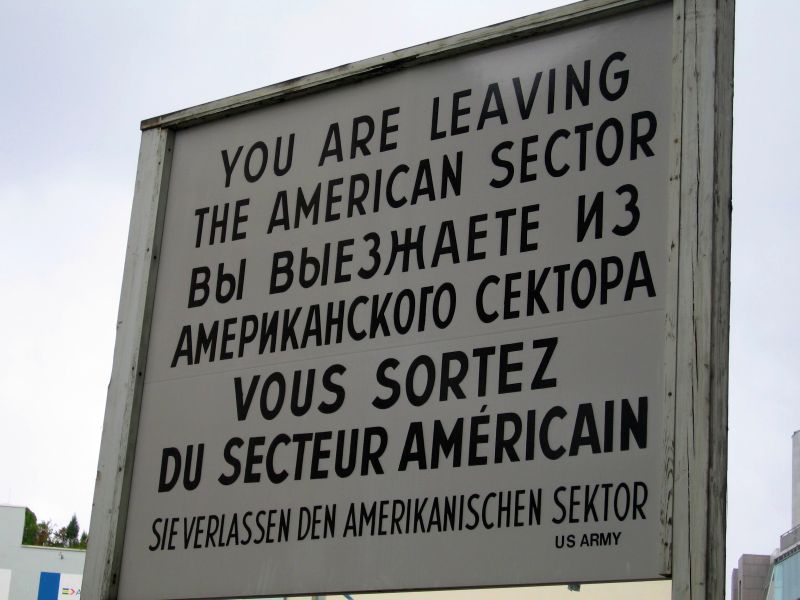 YOU ARE LEAVING
THE AMERICAN SECTOR
ВЫ ВЫЕЗЖАЕТЕ ИЗ
АМЕРИКАНСКОГО СЕКТОРА
VOUS SORTEZ
DU SECTEUR AMÉRICAIN
SIE VERLASSEN DEN AMERIKANISCHEN SEKTOR
US ARMY